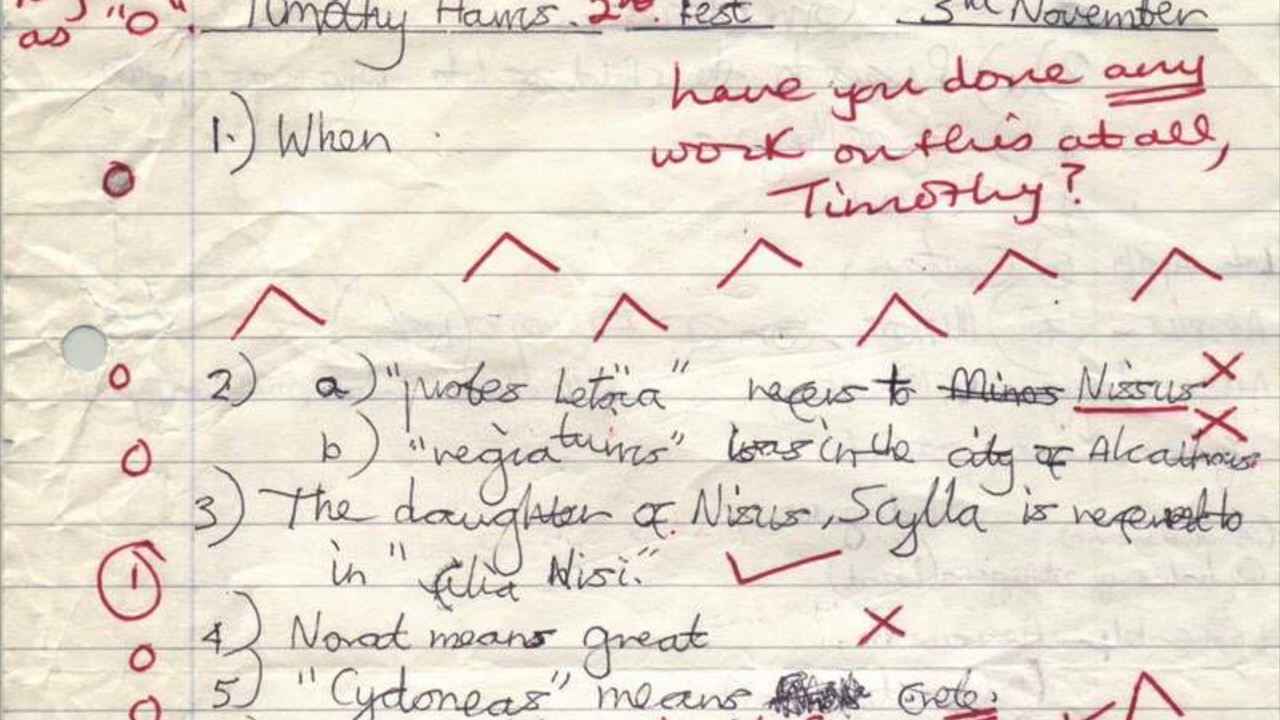 as "0". Timothy Harris. 2nd. test 3rd November
have you done any
work on this at all,
Timothy?
1.) When
0
0 2) a) "proles Letoïa" refers to Minos Nissus
0 b) "regia turris" was in the city of Alcathous
3) The daughter of Nisus, Scylla is referred to
1 in "filia Nisi."
4) Novat means great
0
5) "Cydoneas" means Crete.
0